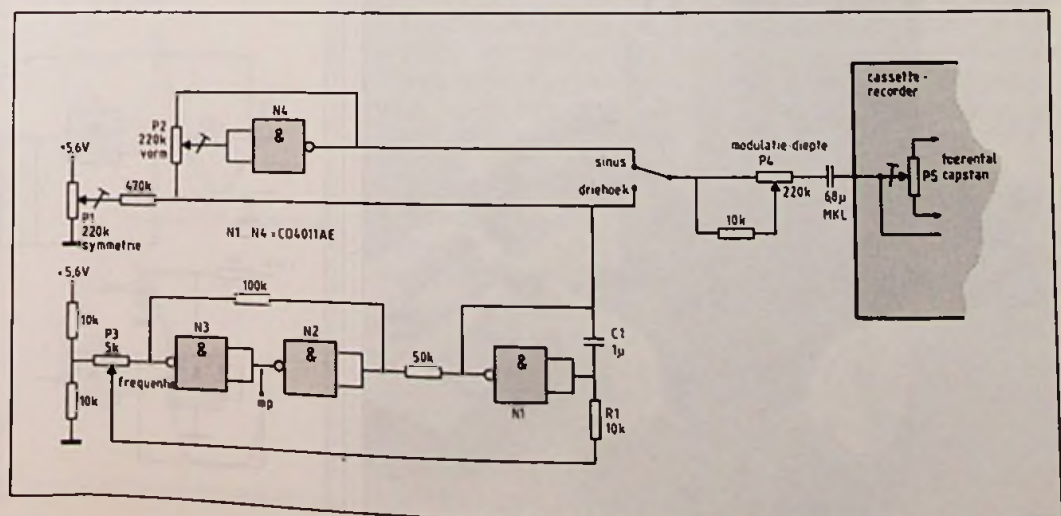 cassette-
recorder
N4
&
P2
220k
vorm
+5,6V
470k
P1
220k
symmetrie
N1 N4 = CD4011AE
sinus
driehoek
modulatie-diepte
P4
220k
10k
6,8µ
MKL
P5
toerental
capstan
+5,6V
10k
P3
5k
10k
100k
N3
&
N2
&
mp
50k
&
N1
C1
1µ
R1
10k